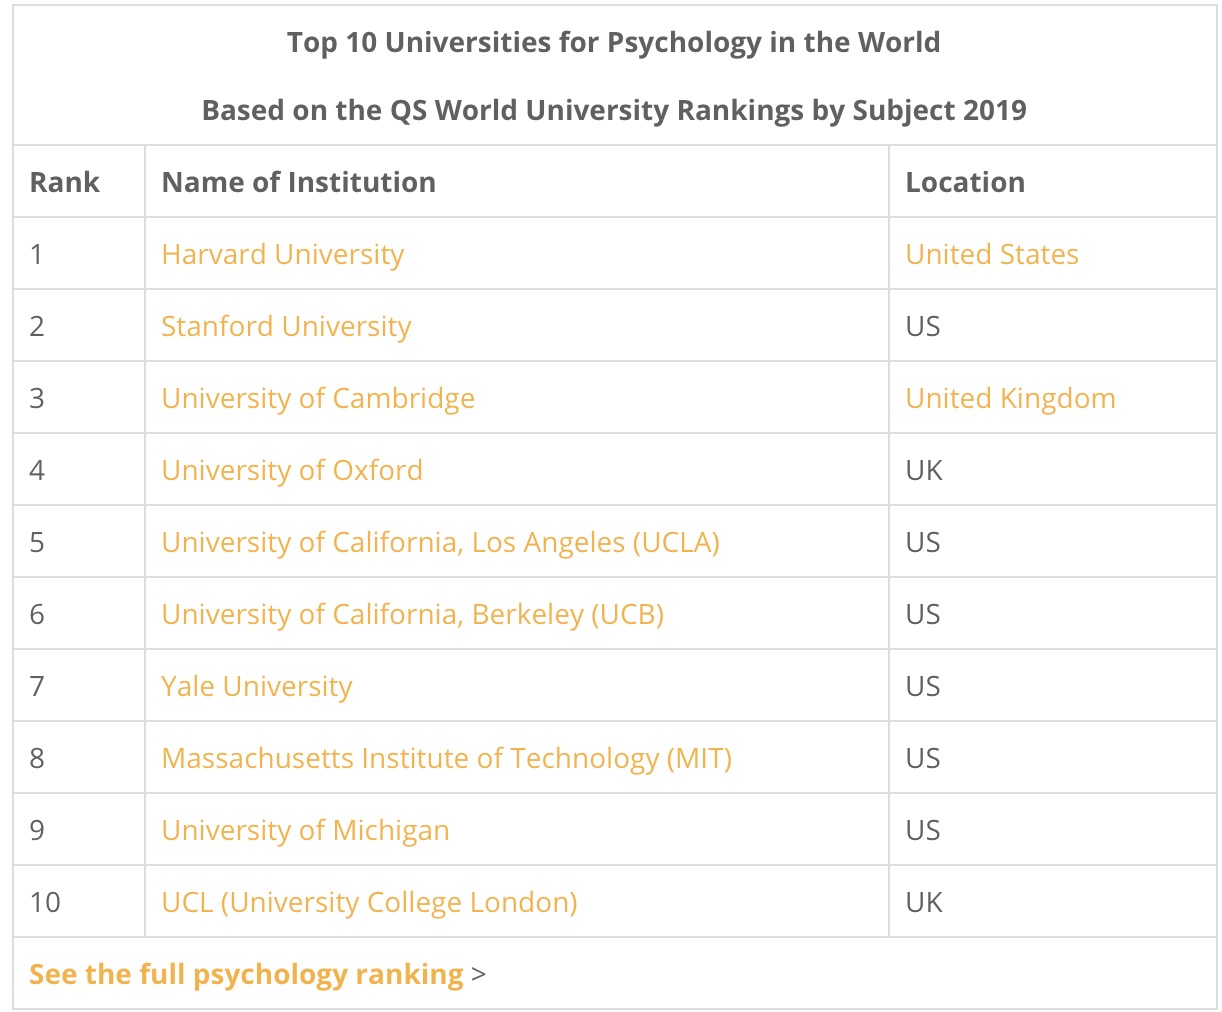 Top 10 Universities for Psychology in the World
Based on the QS World University Rankings by Subject 2019
Rank Name of Institution Location
1 Harvard University United States
2 Stanford University US
3 University of Cambridge United Kingdom
4 University of Oxford UK
5 University of California, Los Angeles (UCLA) US
6 University of California, Berkeley (UCB) US
7 Yale University US
8 Massachusetts Institute of Technology (MIT) US
9 University of Michigan US
10 UCL (University College London) UK
See the full psychology ranking >